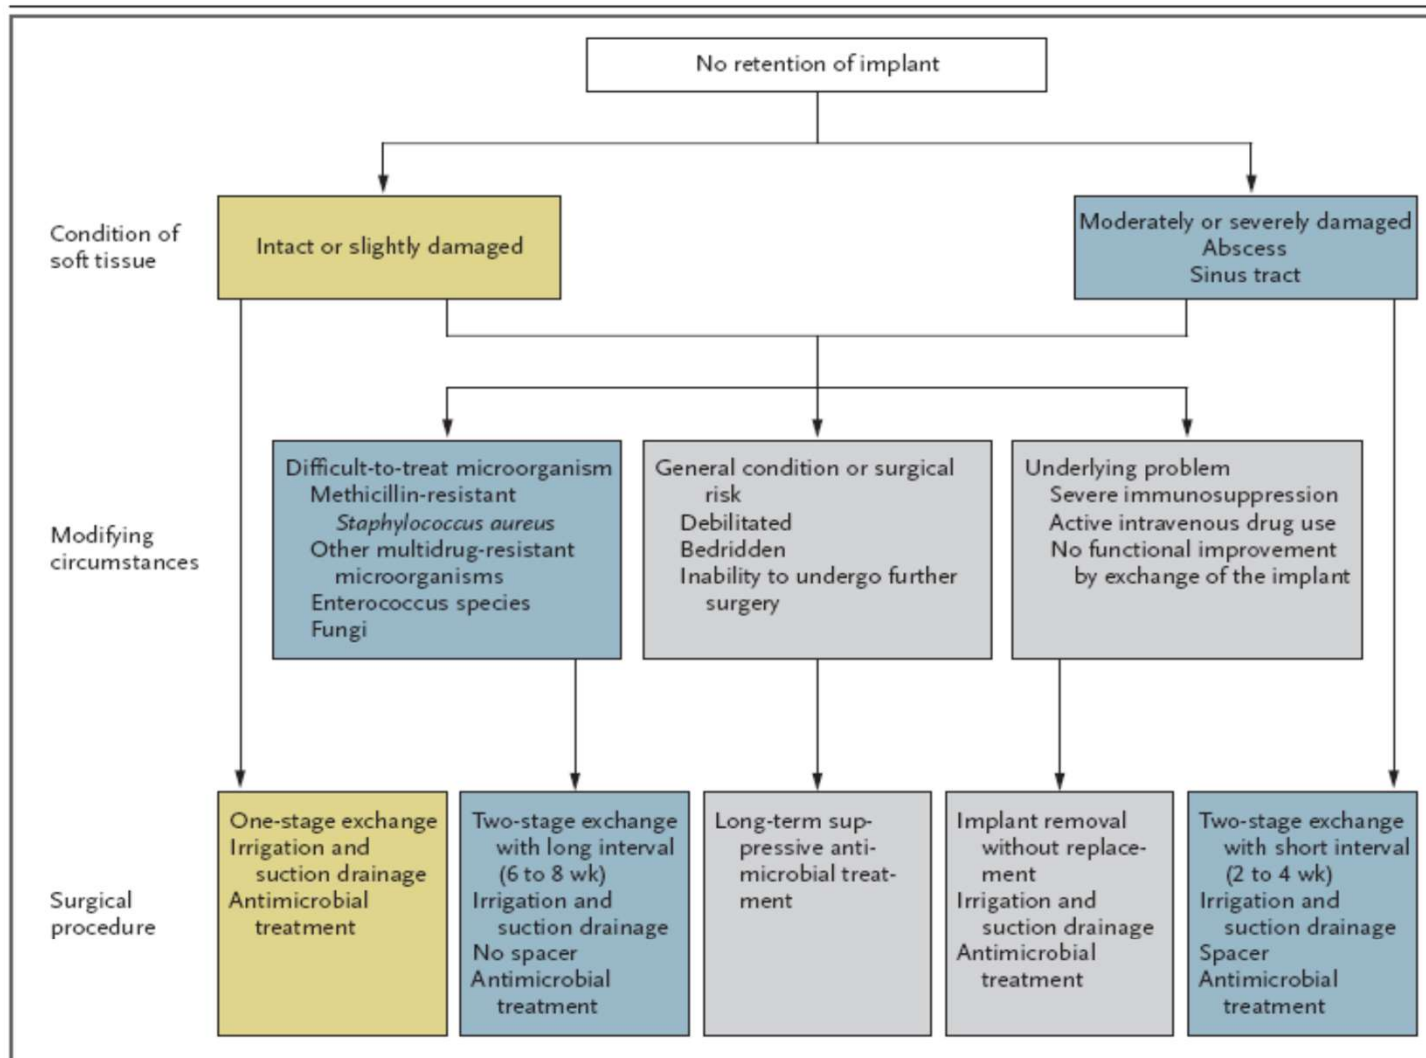 No retention of implant
Condition of
soft tissue
Intact or slightly damaged
Moderately or severely damaged
Abscess
Sinus tract
Modifying
circumstances
Difficult-to-treat microorganism
Methicillin-resistant
Staphylococcus aureus
Other multidrug-resistant
microorganisms
Enterococcus species
Fungi
General condition or surgical
risk
Debilitated
Bedridden
Inability to undergo further
surgery
Underlying problem
Severe immunosuppression
Active intravenous drug use
No functional improvement
by exchange of the implant
Surgical
procedure
One-stage exchange
Irrigation and
suction drainage
Antimicrobial
treatment
Two-stage exchange
with long interval
(6 to 8 wk)
Irrigation and
suction drainage
No spacer
Antimicrobial
treatment
Long-term sup-
pressive anti-
microbial treat-
ment
Implant removal
without replace-
ment
Irrigation and
suction drainage
Antimicrobial
treatment
Two-stage exchange
with short interval
(2 to 4 wk)
Irrigation and
suction drainage
Spacer
Antimicrobial
treatment